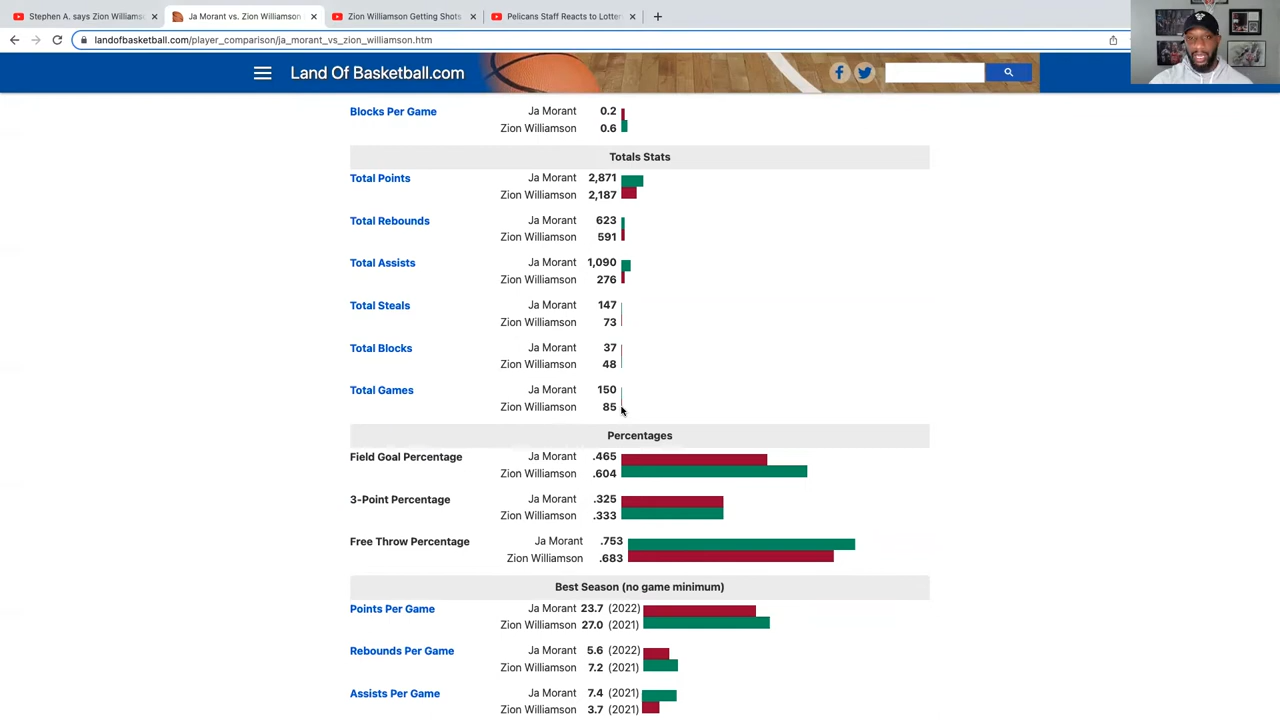 Stephen A. says Zion Williams
Ja Morant vs. Zion Williamson
Zion Williamson Getting Shots
Pelicans Staff Reacts to Lotter
landofbasketball.com/player_comparison/ja_morant_vs_zion_williamson.htm
Land Of Basketball.com
Blocks Per Game Ja Morant 0.2
Zion Williamson 0.6
Totals Stats
Total Points Ja Morant 2,871
Zion Williamson 2,187
Total Rebounds Ja Morant 623
Zion Williamson 591
Total Assists Ja Morant 1,090
Zion Williamson 276
Total Steals Ja Morant 147
Zion Williamson 73
Total Blocks Ja Morant 37
Zion Williamson 48
Total Games Ja Morant 150
Zion Williamson 85
Percentages
Field Goal Percentage Ja Morant .465
Zion Williamson .604
3-Point Percentage Ja Morant .325
Zion Williamson .333
Free Throw Percentage Ja Morant .753
Zion Williamson .683
Best Season (no game minimum)
Points Per Game Ja Morant 23.7 (2022)
Zion Williamson 27.0 (2021)
Rebounds Per Game Ja Morant 5.6 (2022)
Zion Williamson 7.2 (2021)
Assists Per Game Ja Morant 7.4 (2021)
Zion Williamson 3.7 (2021)